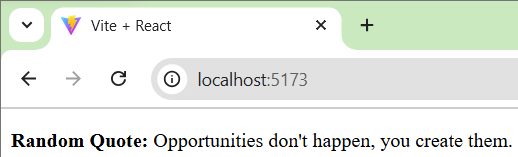 Vite + React
localhost:5173
Random Quote: Opportunities don't happen, you create them.